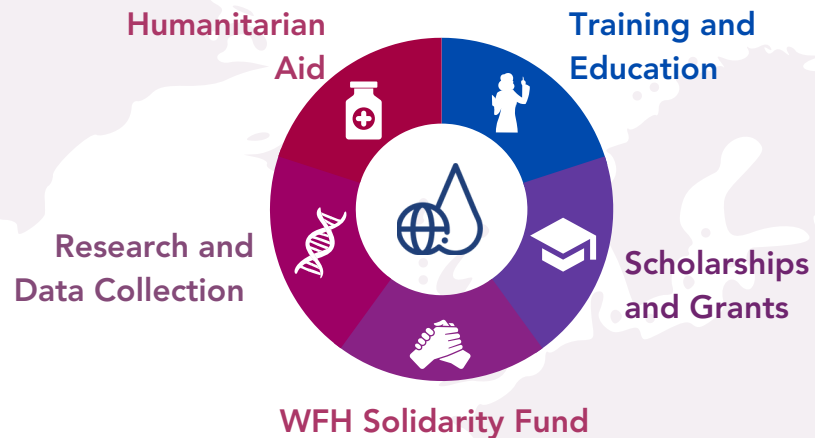 Humanitarian
Aid
Training and
Education
Research and
Data Collection
Scholarships
and Grants
WFH Solidarity Fund